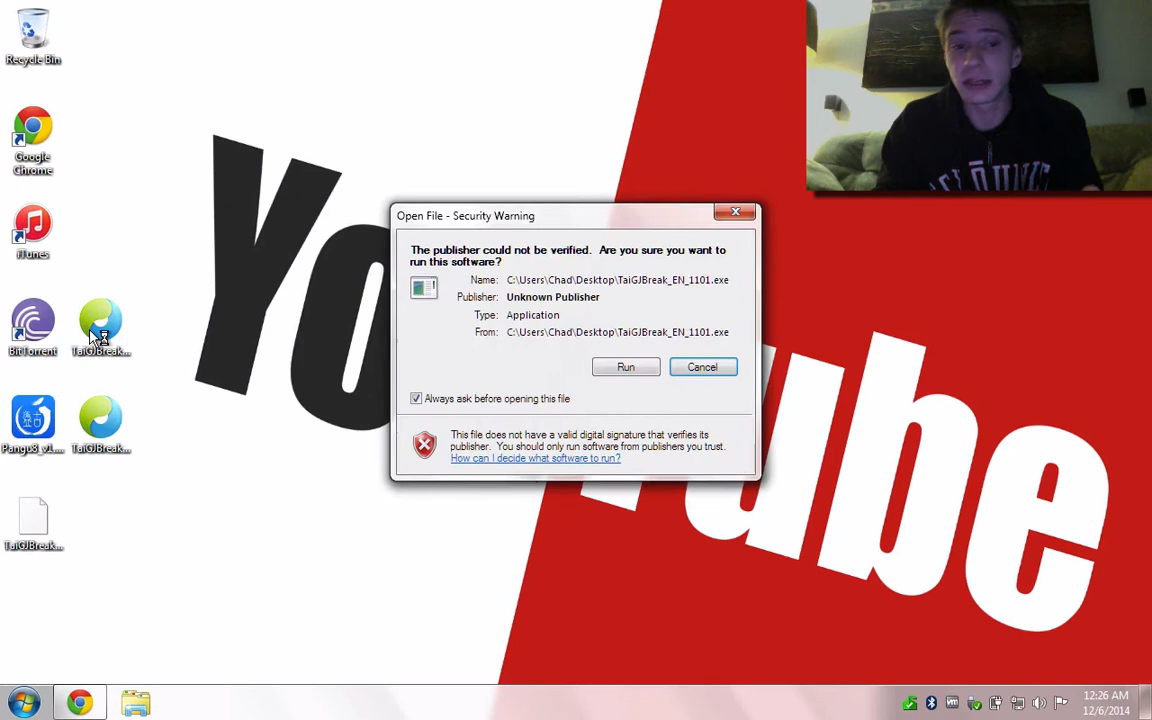 Recycle Bin
Google
Chrome
iTunes
BitTorrent
TaiGJBreak...
Pangu8_v1....
TaiGJBreak...
TaiGJBreak...
YouTube
Open File - Security Warning
The publisher could not be verified. Are you sure you want to
run this software?
Name: C:\Users\Chad\Desktop\TaiGJBreak_EN_1101.exe
Publisher: Unknown Publisher
Type: Application
From: C:\Users\Chad\Desktop\TaiGJBreak_EN_1101.exe
Run
Cancel
Always ask before opening this file
This file does not have a valid digital signature that verifies its
publisher. You should only run software from publishers you trust.
How can I decide what software to run?
12:26 AM
12/6/2014